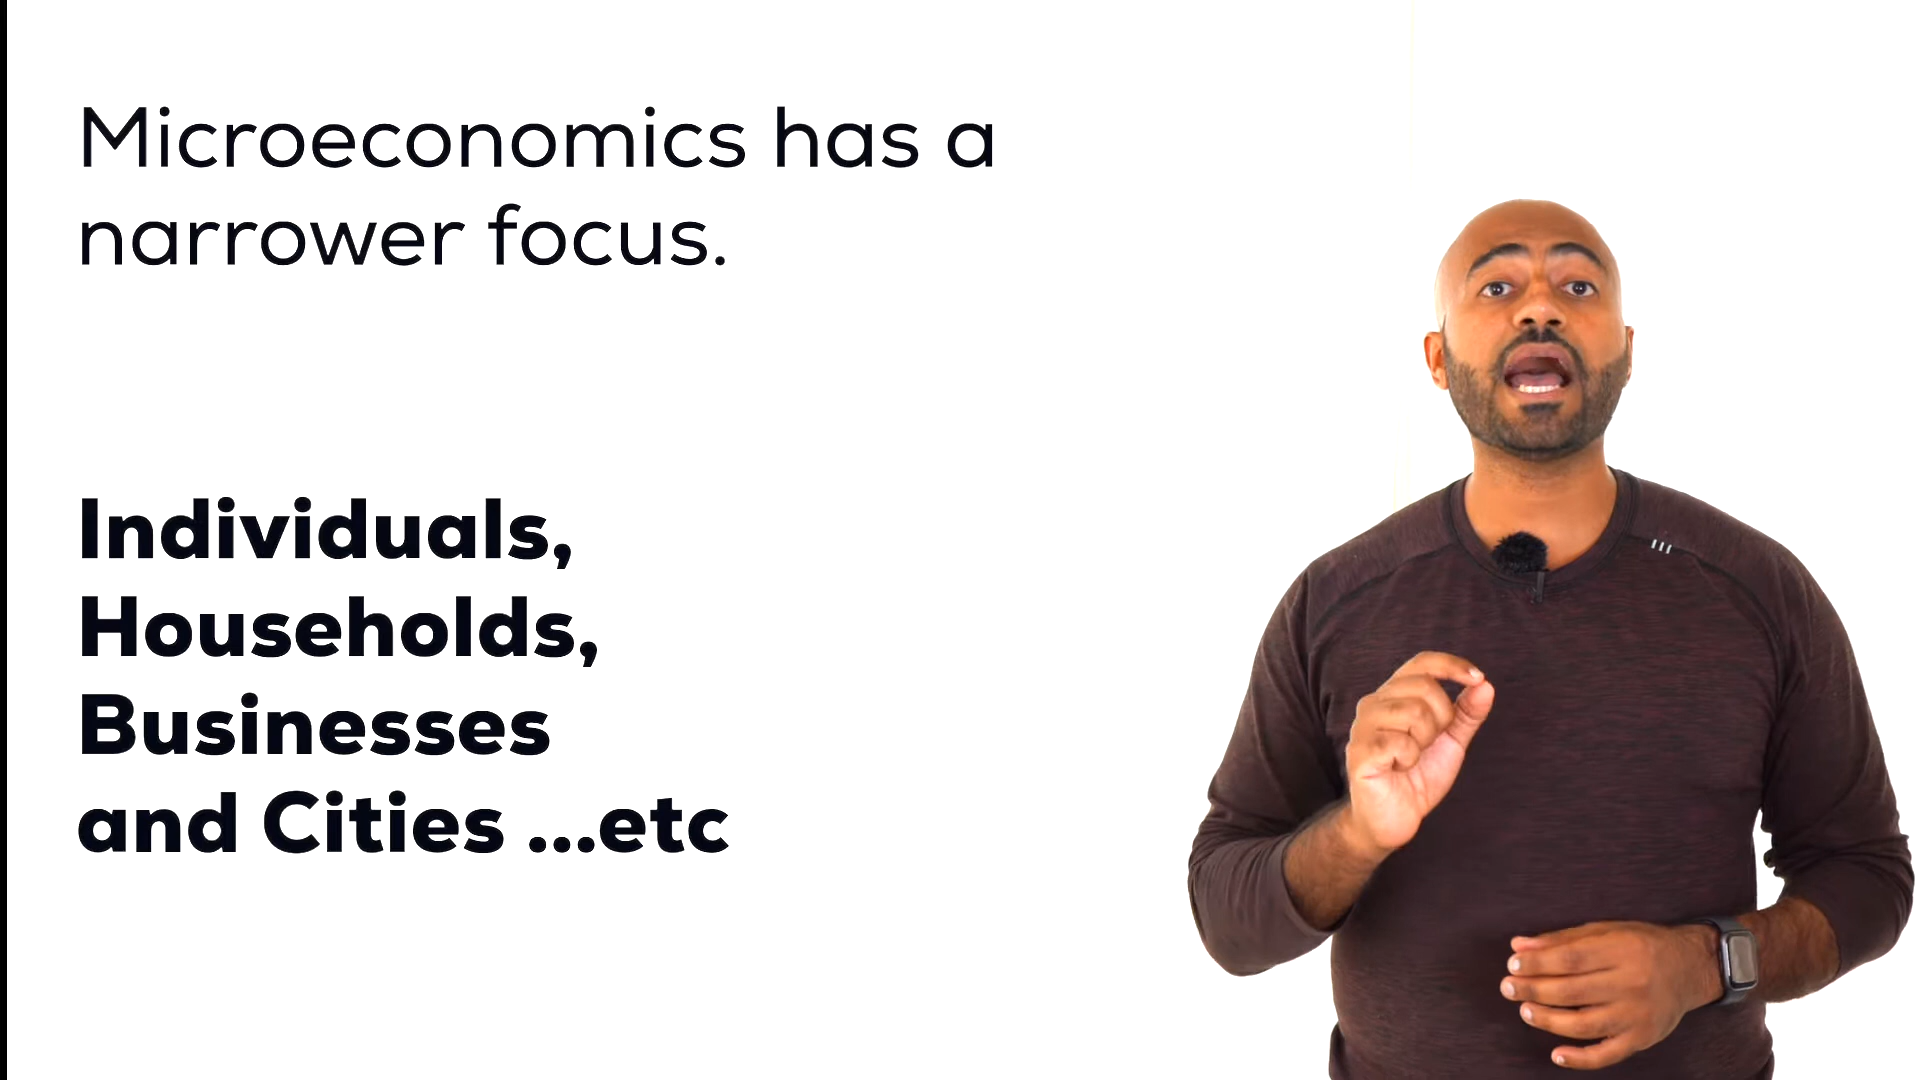 Microeconomics has a
narrower focus.
Individuals,
Households,
Businesses
and Cities ...etc